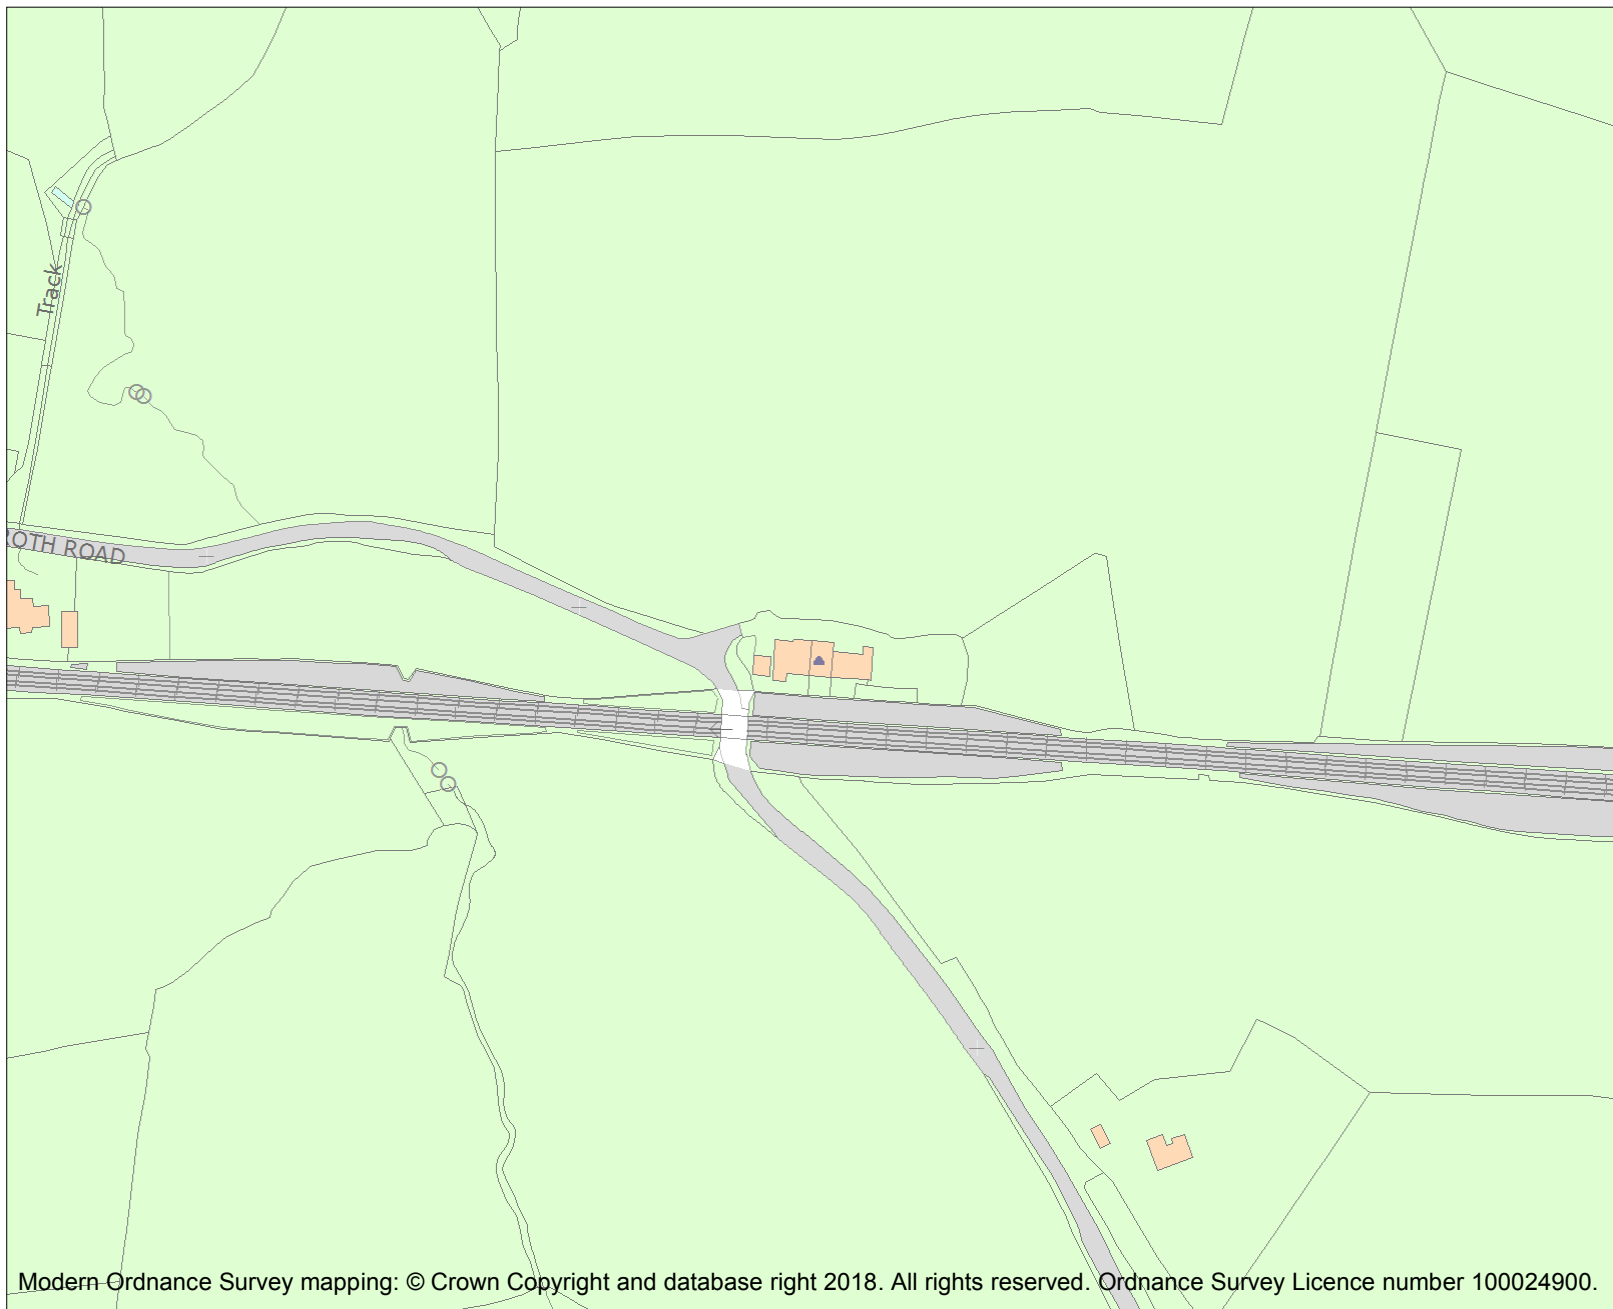 Track
ROTH ROAD
Modern Ordnance Survey mapping: © Crown Copyright and database right 2018. All rights reserved. Ordnance Survey Licence number 100024900.